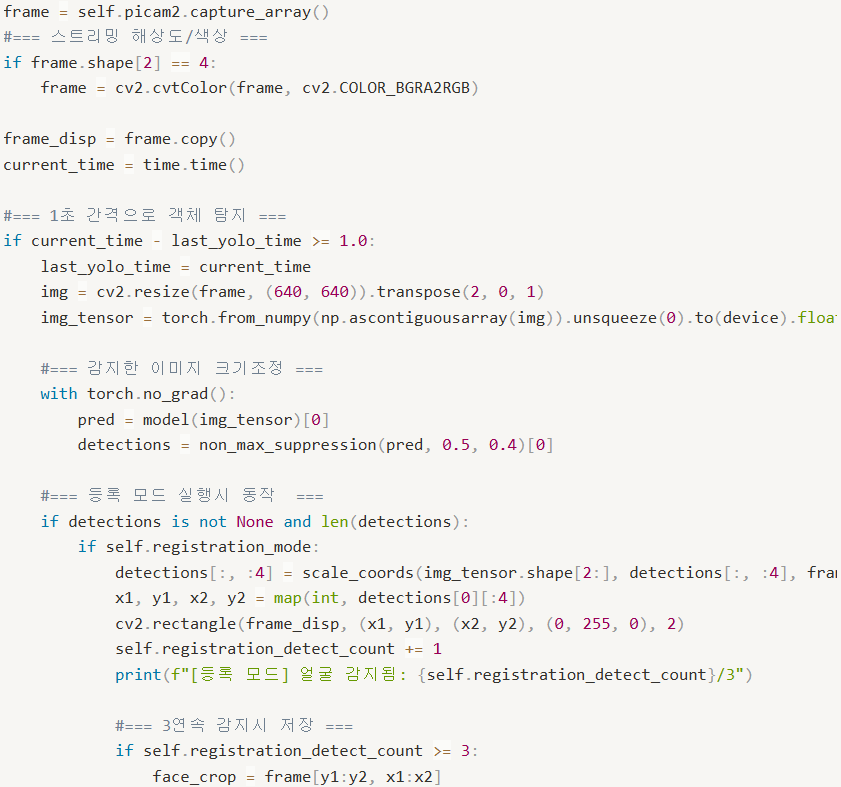 frame = self.picam2.capture_array()
#=== 스트리밍 해상도/색상 ===
if frame.shape[2] == 4:
    frame = cv2.cvtColor(frame, cv2.COLOR_BGRA2RGB)

frame_disp = frame.copy()
current_time = time.time()

#=== 1초 간격으로 객체 탐지 ===
if current_time - last_yolo_time >= 1.0:
    last_yolo_time = current_time
    img = cv2.resize(frame, (640, 640)).transpose(2, 0, 1)
    img_tensor = torch.from_numpy(np.ascontiguousarray(img)).unsqueeze(0).to(device).floa

    #=== 감지한 이미지 크기조정 ===
    with torch.no_grad():
        pred = model(img_tensor)[0]
        detections = non_max_suppression(pred, 0.5, 0.4)[0]

    #=== 등록 모드 실행시 동작  ===
    if detections is not None and len(detections):
        if self.registration_mode:
            detections[:, :4] = scale_coords(img_tensor.shape[2:], detections[:, :4], fra
            x1, y1, x2, y2 = map(int, detections[0][:4])
            cv2.rectangle(frame_disp, (x1, y1), (x2, y2), (0, 255, 0), 2)
            self.registration_detect_count += 1
            print(f"[등록 모드] 얼굴 감지됨: {self.registration_detect_count}/3")

            #=== 3연속 감지시 저장 ===
            if self.registration_detect_count >= 3:
                face_crop = frame[y1:y2, x1:x2]